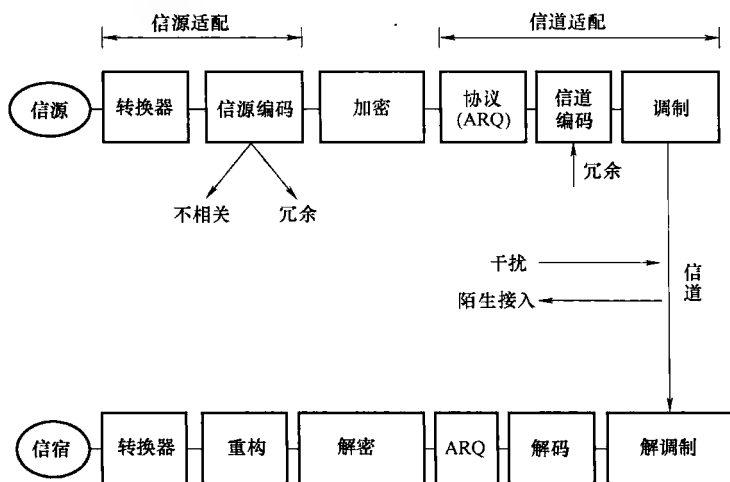 信源适配
信道适配
信源
转换器
信源编码
加密
协议
(ARQ)
信道
编码
调制
不相关
冗余
冗余
干扰
陌生接入
信道
信宿
转换器
重构
解密
ARQ
解码
解调制